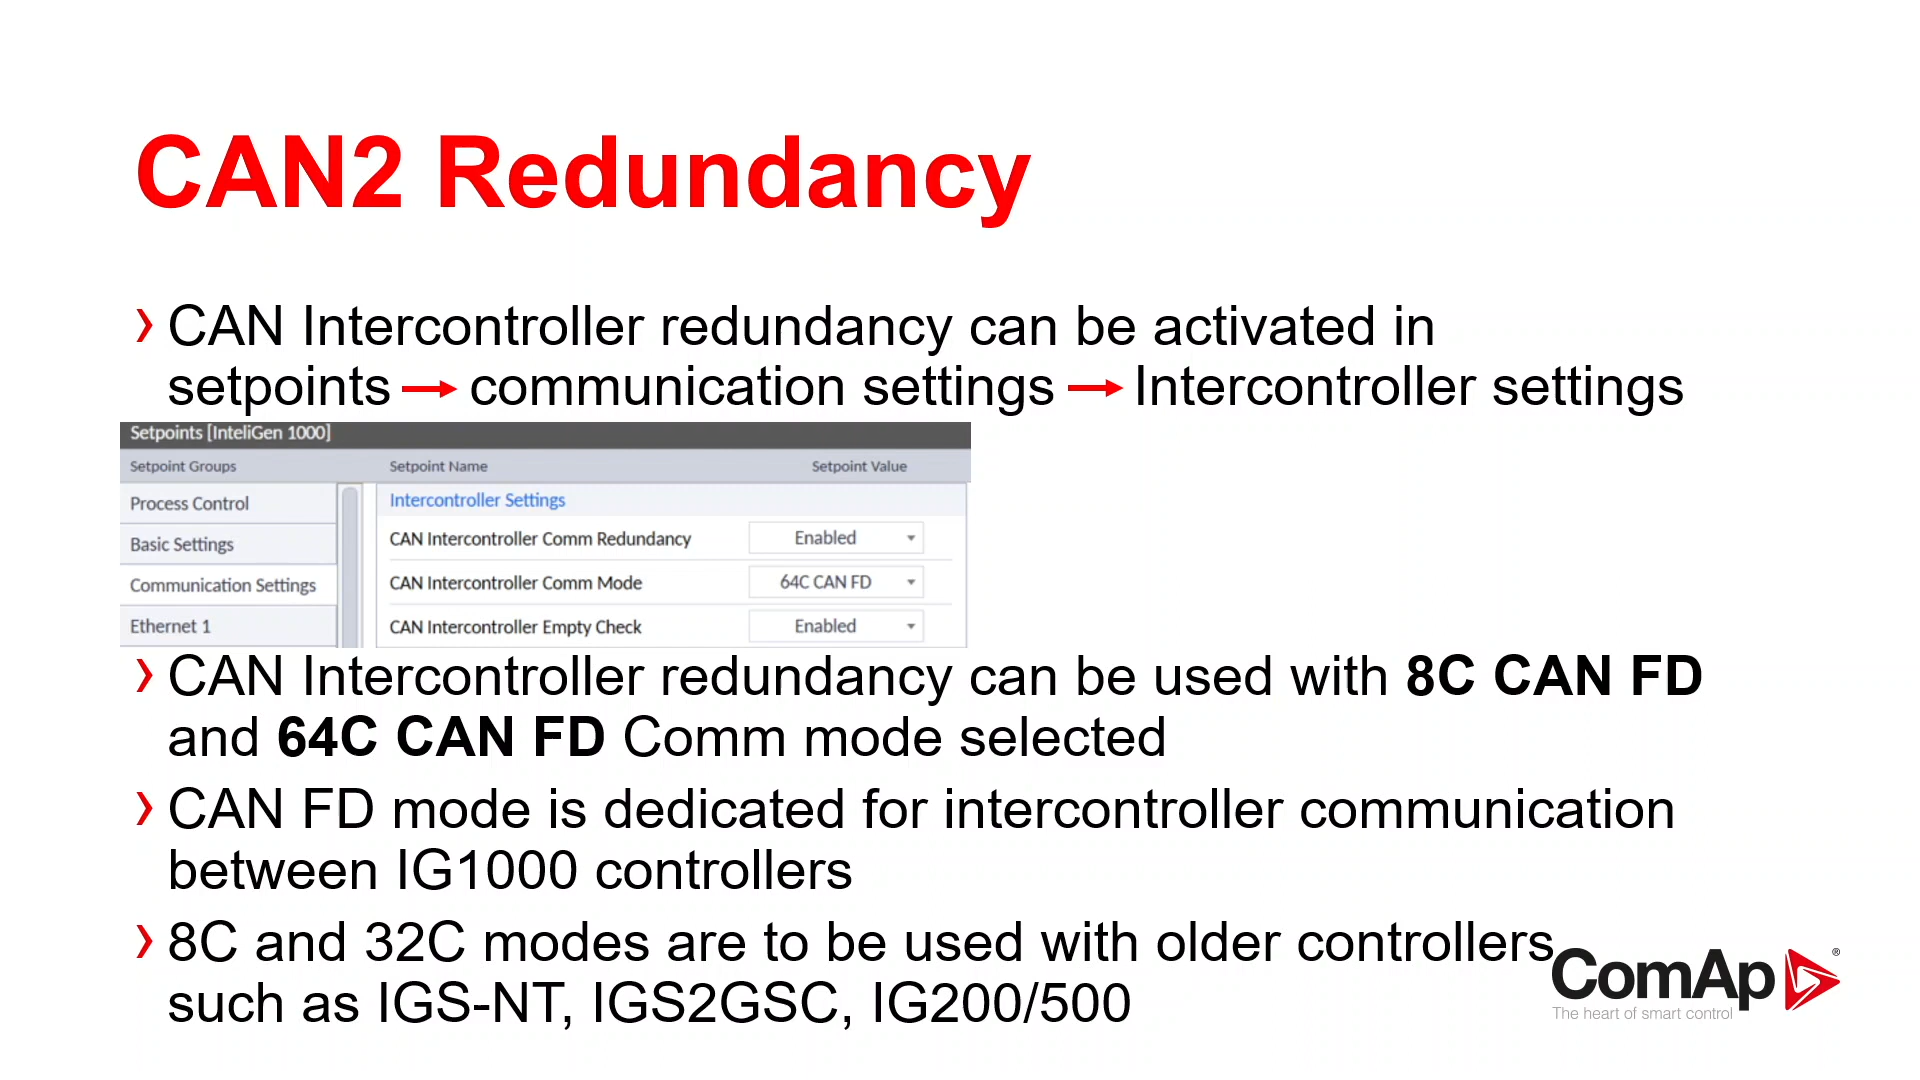 CAN2 Redundancy
› CAN Intercontroller redundancy can be activated in
setpoints → communication settings → Intercontroller settings
Setpoints [InteliGen 1000]
Setpoint Groups Setpoint Name Setpoint Value
Process Control Intercontroller Settings
Basic Settings CAN Intercontroller Comm Redundancy Enabled
Communication Settings CAN Intercontroller Comm Mode 64C CAN FD
Ethernet 1 CAN Intercontroller Empty Check Enabled
› CAN Intercontroller redundancy can be used with 8C CAN FD
and 64C CAN FD Comm mode selected
› CAN FD mode is dedicated for intercontroller communication
between IG1000 controllers
› 8C and 32C modes are to be used with older controllers
such as IGS-NT, IGS2GSC, IG200/500
ComAp ®
The heart of smart control